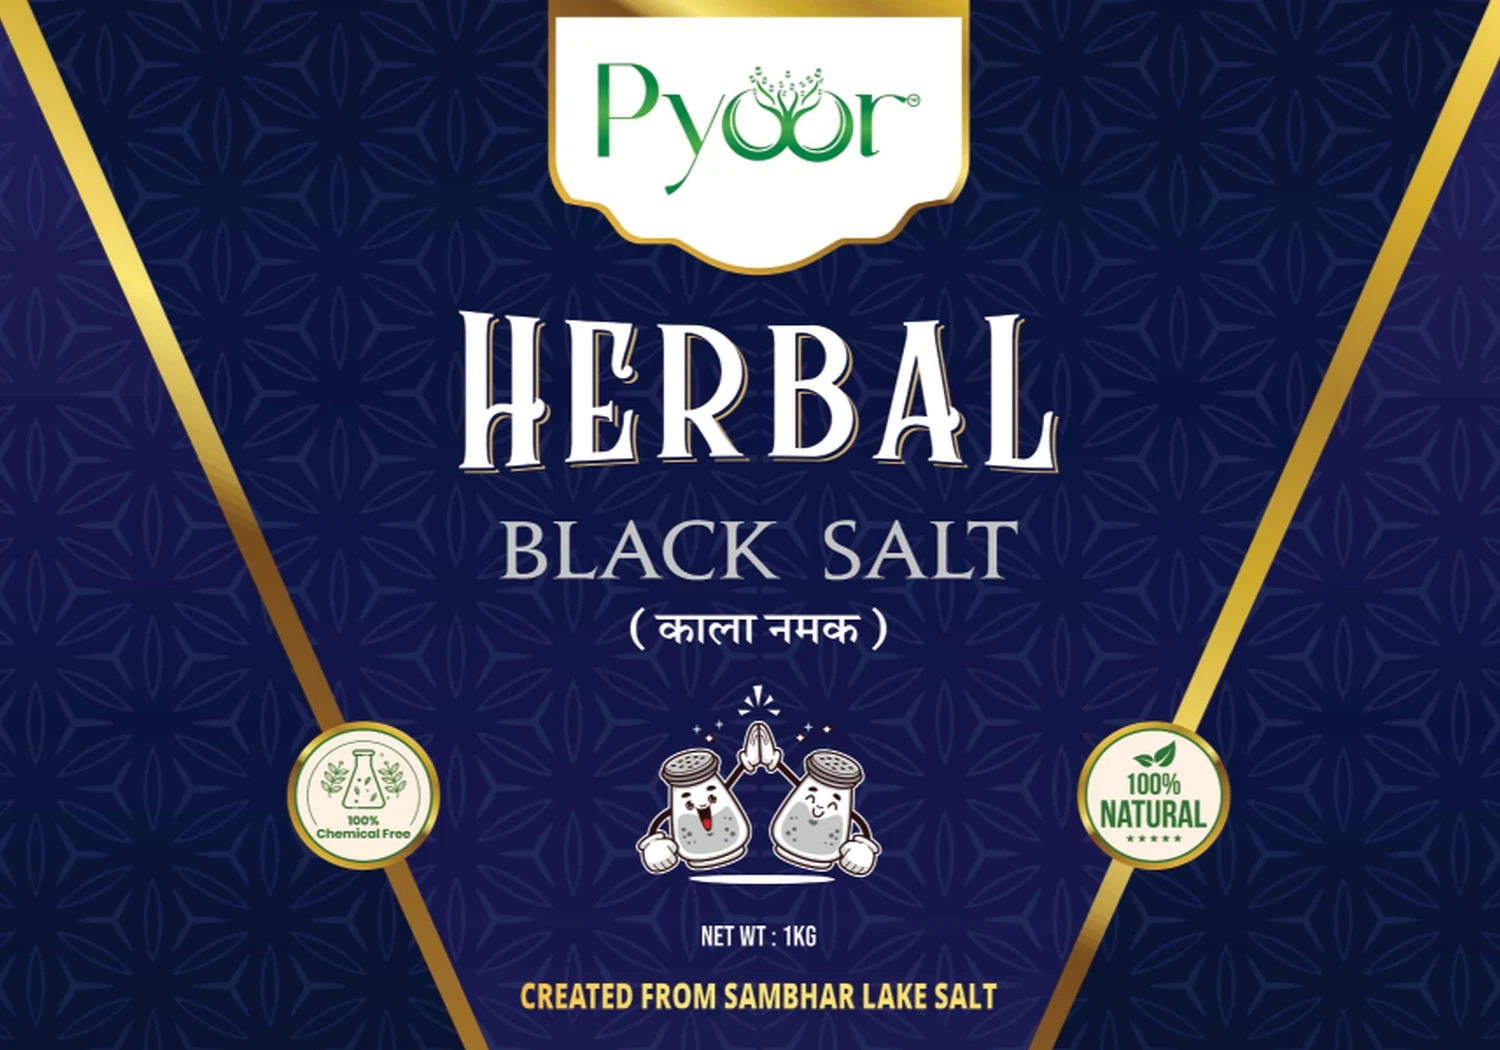 Pyoor
HERBAL
BLACK SALT
( काला नमक )
100%
Chemical Free
100%
NATURAL
NET WT : 1KG
CREATED FROM SAMBHAR LAKE SALT